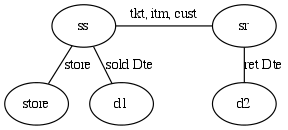 tkt, itm, cust
ss
sr
store
sold Dte
ret Dte
store
d1
d2